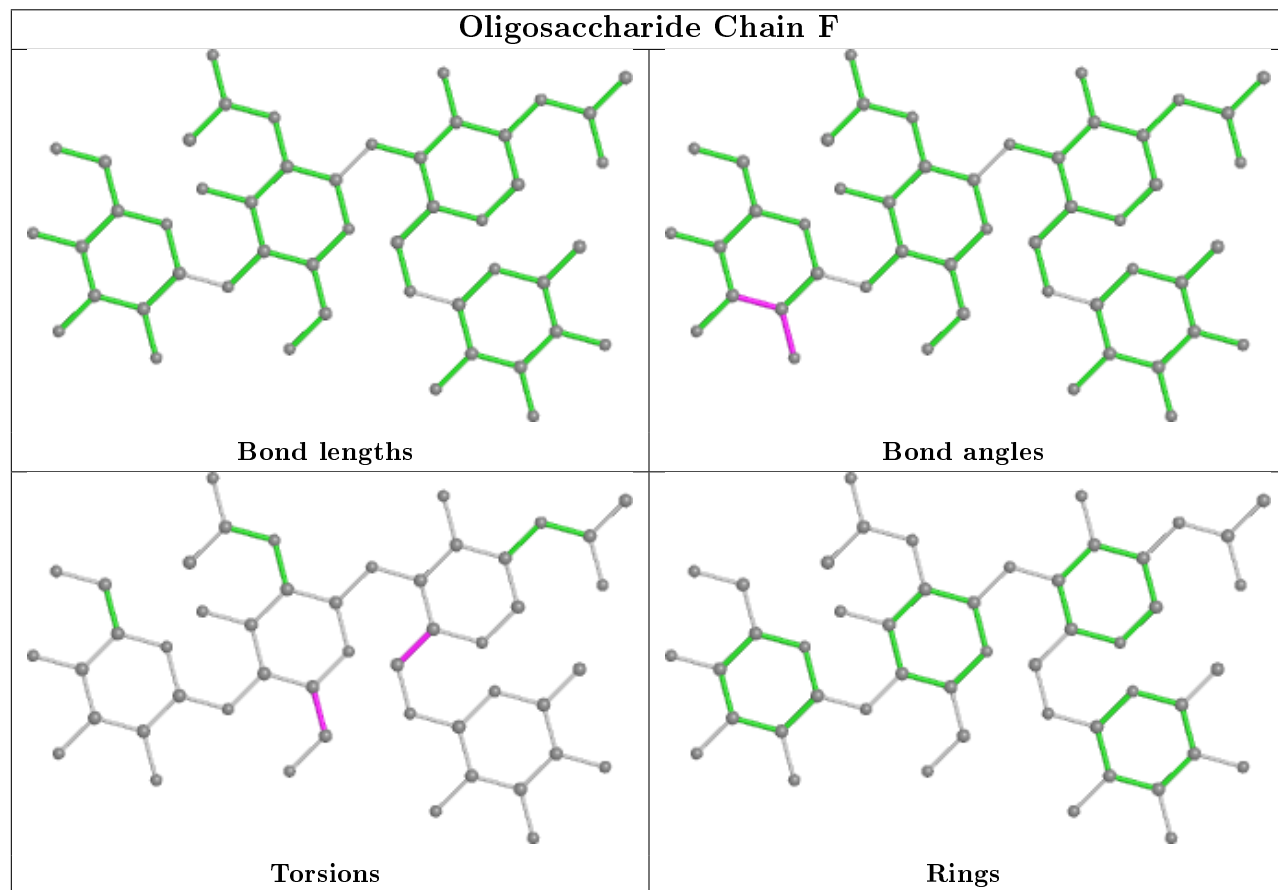 Oligosaccharide Chain F
Bond lengths
Bond angles
Torsions
Rings